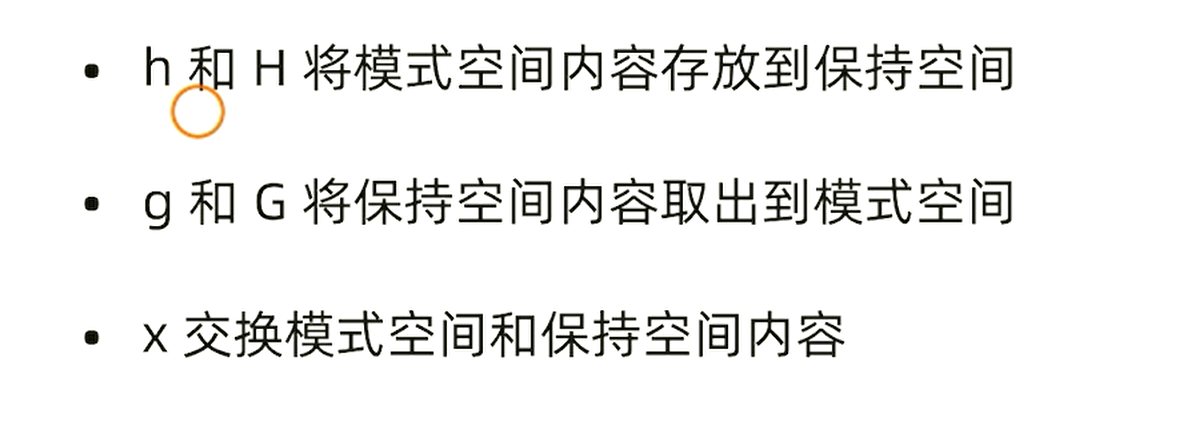 • h 和 H 将模式空间内容存放到保持空间
• g 和 G 将保持空间内容取出到模式空间
• x 交换模式空间和保持空间内容